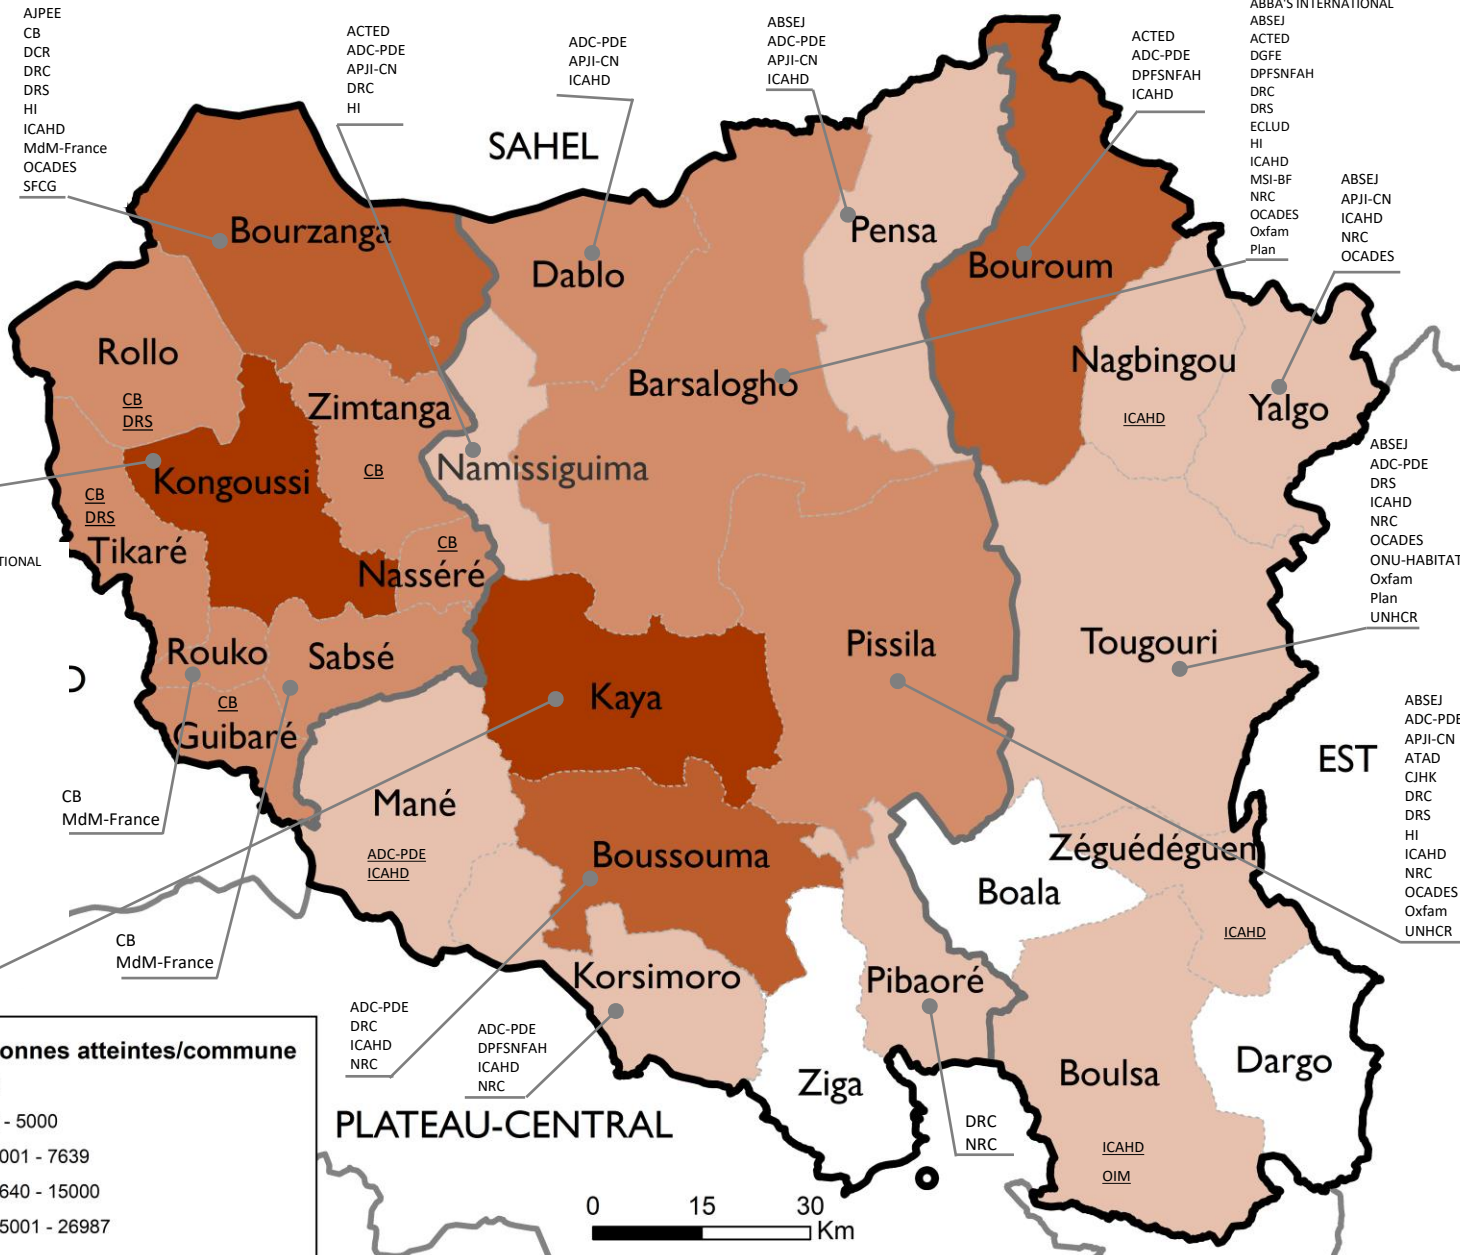 AJPEE
CB
DCR
DRC
DRS
HI
ICAHD
MdM-France
OCADES
SFCG
ACTED
ADC-PDE
APJI-CN
DRC
HI
ADC-PDE
APJI-CN
ICAHD
ABSEJ
ADC-PDE
APJI-CN
ICAHD
ACTED
ADC-PDE
DPFSNFAH
ICAHD
ABBA'S INTERNATIONAL
ABSEJ
ACTED
DGFE
DPFSNFAH
DRC
DRS
ECLUD
HI
ICAHD
MSI-BF
NRC
OCADES
Oxfam
Plan
ABSEJ
APJI-CN
ICAHD
NRC
OCADES
SAHEL
Bourzanga
Dablo
Pensa
Bouroum
Rollo
CB
DRS
Zimtanga
CB
Barsalogho
Nagbingou
ICAHD
Yalgo
Kongoussi
Namissiguima
CB
DRS
Tikaré
CB
Nasséré
TIONAL
ABSEJ
ADC-PDE
DRS
ICAHD
NRC
OCADES
ONU-HABITAT
Oxfam
Plan
UNHCR
Rouko
Sabsé
CB
Guibaré
Kaya
Pissila
Tougouri
EST
ABSEJ
ADC-PDE
APJI-CN
ATAD
CJHK
DRC
DRS
HI
ICAHD
NRC
OCADES
Oxfam
UNHCR
CB
MdM-France
Mané
ADC-PDE
ICAHD
Boussouma
Zéguédéguen
Boala
ICAHD
CB
MdM-France
Korsimoro
Pibaoré
ADC-PDE
DRC
ICAHD
NRC
ADC-PDE
DPFSNFAH
ICAHD
NRC
Ziga
Boulsa
Dargo
ICAHD
OIM
DRC
NRC
PLATEAU-CENTRAL
onnes atteintes/commune
- 5000
001 - 7639
640 - 15000
5001 - 26987
0 15 30
Km